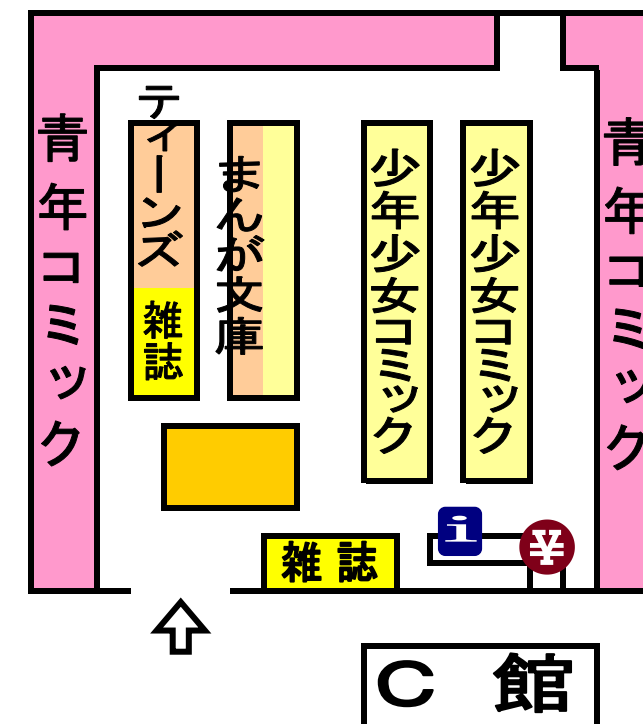 青年コミック
ティーンズ
雑誌
まんが文庫
少年少女コミック
少年少女コミック
青年コミック
雑 誌
i
¥
C 館